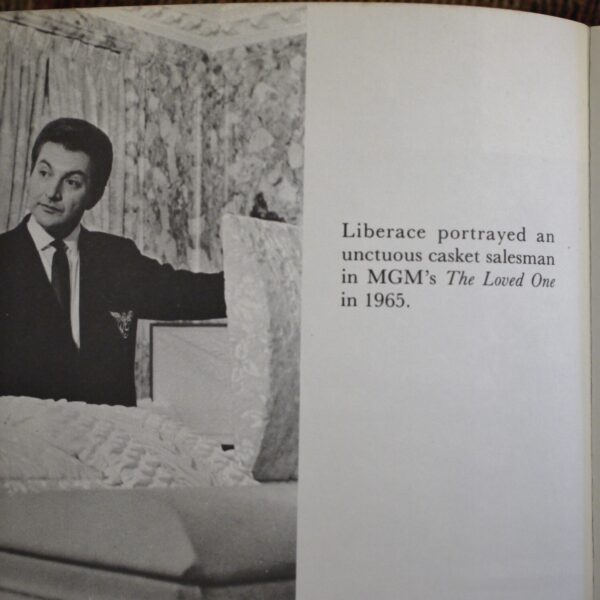 Liberace portrayed an
unctuous casket salesman
in MGM's The Loved One
in 1965.